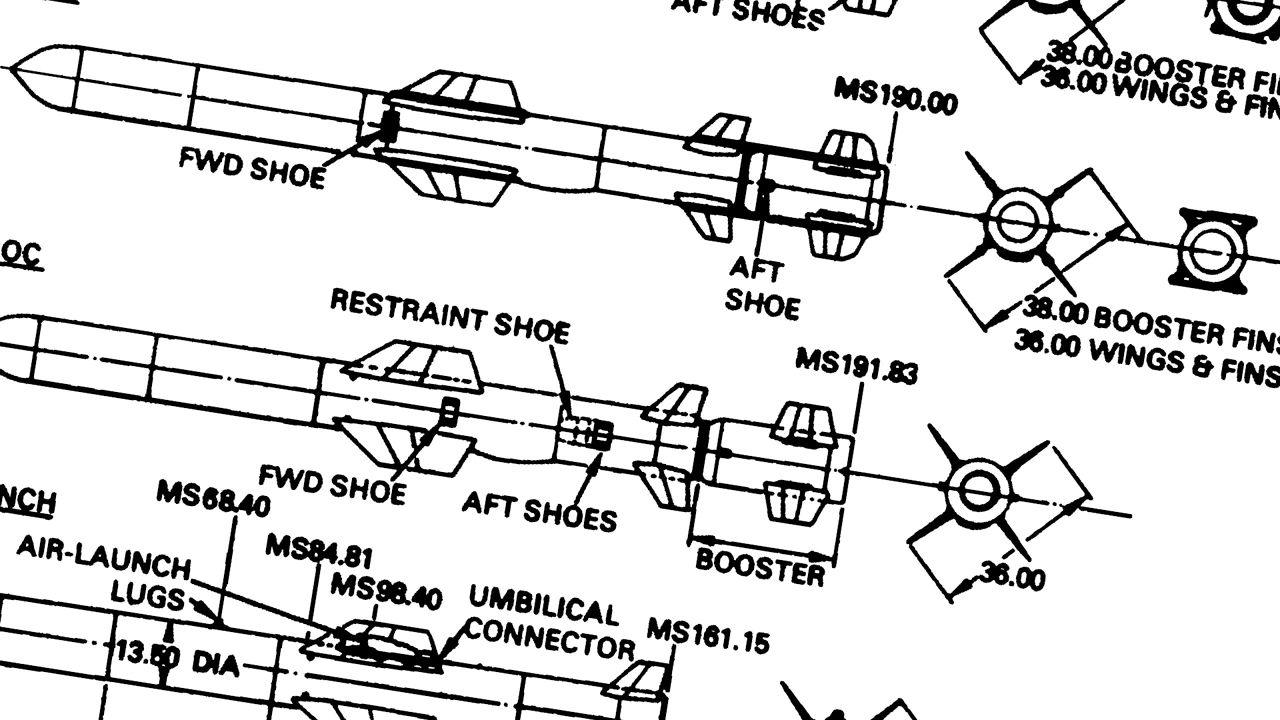 AFT SHOES
38.00 BOOSTER FI
36.00 WINGS & FIN
MS190.00
FWD SHOE
AFT
SHOE
OC
38.00 BOOSTER FINS
36.00 WINGS & FINS
RESTRAINT SHOE
MS191.83
FWD SHOE
AFT SHOES
BOOSTER
36.00
NCH
MS68.40
AIR-LAUNCH
LUGS
MS84.81
MS98.40
UMBILICAL
CONNECTOR
MS161.15
13.50 DIA